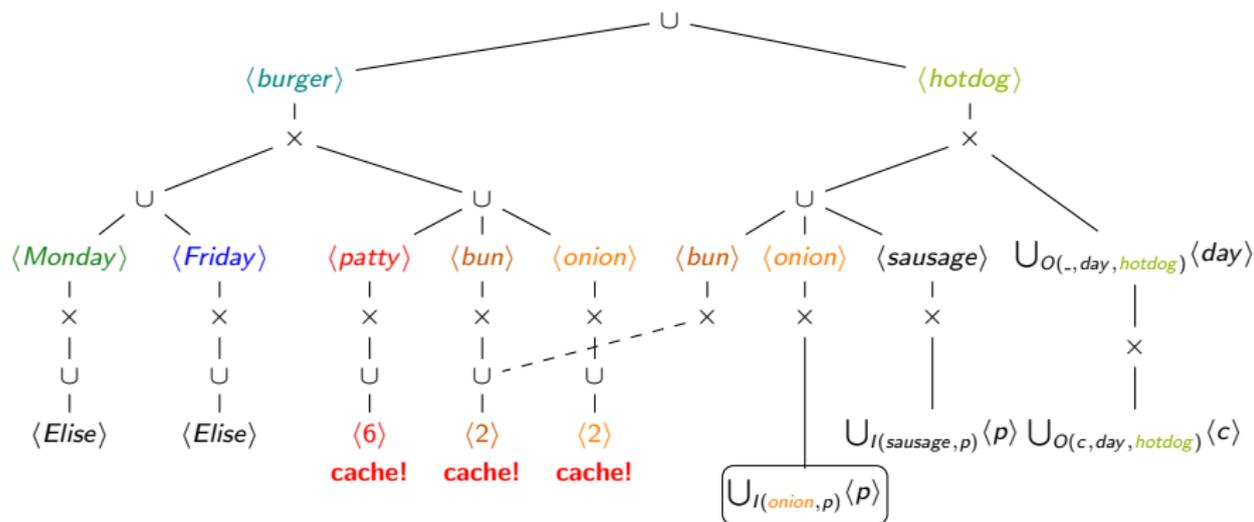 ∪
⟨burger⟩ ⟨hotdog⟩
× ×
∪ ∪ ∪
⟨Monday⟩ ⟨Friday⟩ ⟨patty⟩ ⟨bun⟩ ⟨onion⟩ ⟨bun⟩ ⟨onion⟩ ⟨sausage⟩ ⋃O(_,day,hotdog)⟨day⟩
× × × × × × × ×
×
∪ ∪ ∪ ∪ ∪
⟨Elise⟩ ⟨Elise⟩ ⟨6⟩ ⟨2⟩ ⟨2⟩ ⋃I(sausage,p)⟨p⟩ ⋃O(c,day,hotdog)⟨c⟩
cache! cache! cache!
⋃I(onion,p)⟨p⟩